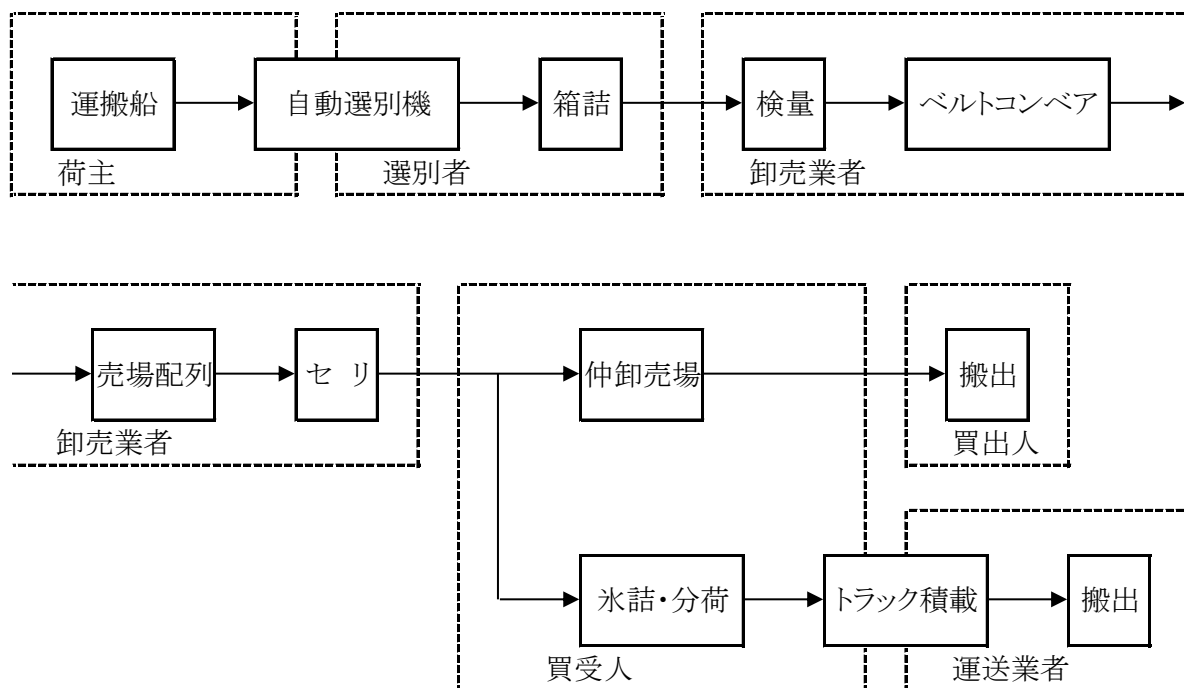 運搬船
自動選別機
箱詰
検量
ベルトコンベア
荷主
選別者
卸売業者
売場配列
セ リ
仲卸売場
搬出
卸売業者
買出人
氷詰・分荷
トラック積載
搬出
買受人
運送業者